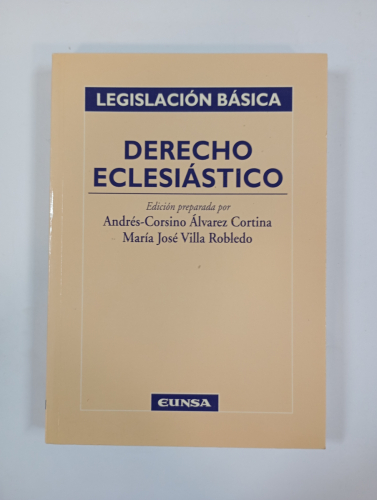 LEGISLACIÓN BÁSICA
DERECHO
ECLESIÁSTICO
Edición preparada por
Andrés-Corsino Álvarez Cortina
María José Villa Robledo
EUNSA